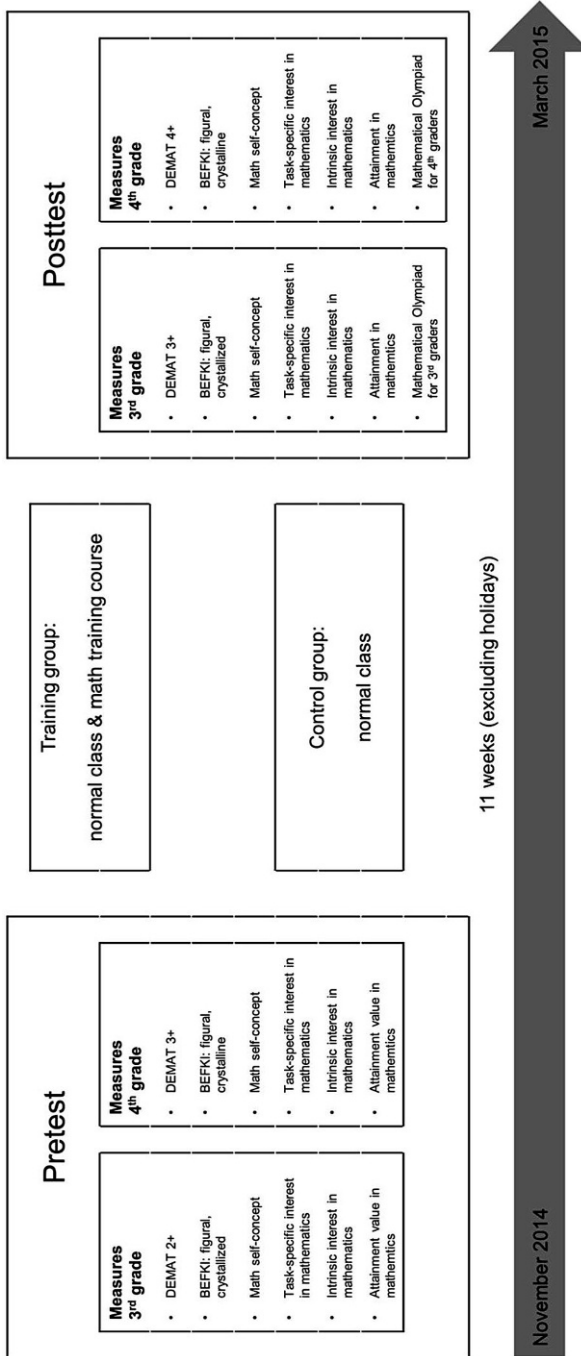 Pretest
Measures
3rd grade
• DEMAT 2+
• BEFKI: figural,
crystallized
• Math self-concept
• Task-specific interest
in mathematics
• Intrinsic interest in
mathematics
• Attainment value in
mathemtics
Measures
4th grade
• DEMAT 3+
• BEFKI: figural,
crystalline
• Math self-concept
• Task-specific interest in
mathematics
• Intrinsic interest in
mathematics
• Attainment value in
mathemtics
Training group:
normal class & math training course
Control group:
normal class
Posttest
Measures
3rd grade
• DEMAT 3+
• BEFKI: figural,
crystallized
• Math self-concept
• Task-specific interest in
mathematics
• Intrinsic interest in
mathematics
• Attainment in
mathemtics
• Mathematical Olympiad
for 3rd graders
Measures
4th grade
• DEMAT 4+
• BEFKI: figural,
crystalline
• Math self-concept
• Task-specific interest in
mathematics
• Intrinsic interest in
mathematics
• Attainment in
mathemtics
• Mathematical Olympiad
for 4th graders
11 weeks (excluding holidays)
November 2014
March 2015